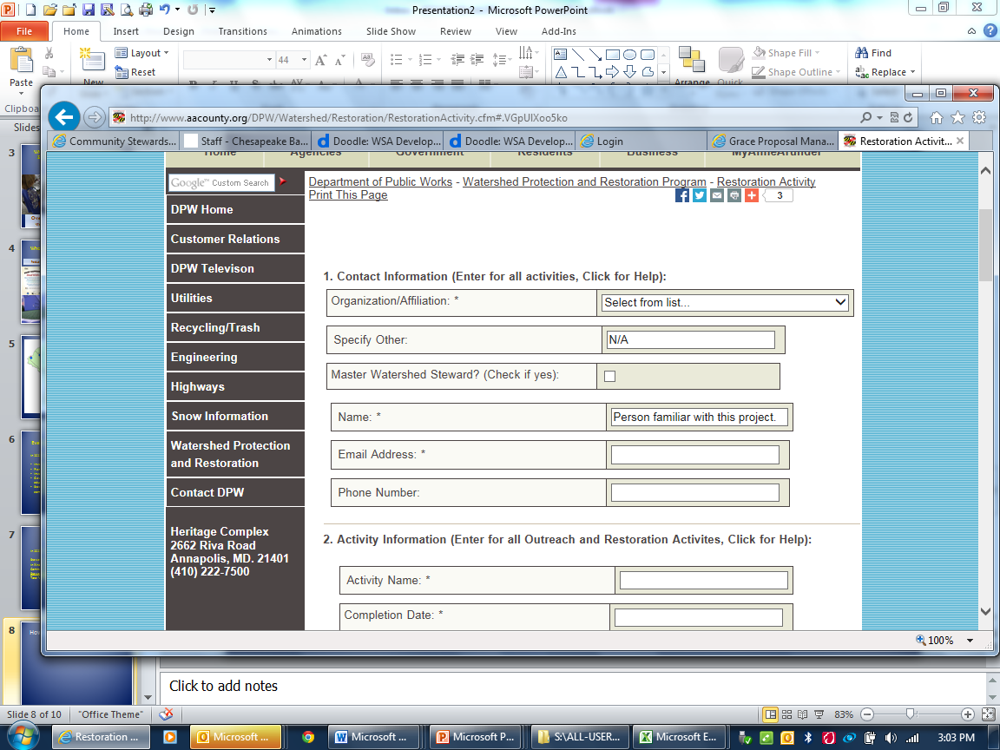 Presentation2 - Microsoft PowerPoint
File Home Insert Design Transitions Animations Slide Show Review View Add-Ins
Layout 44 Shape Fill Find
Paste New Reset Arrange Shape Outline Replace
Clipboa
Slides
http://www.aacounty.org/DPW/Watershed/Restoration/RestorationActivity.cfm#.VGpUlXoo5ko
Community Stewards... Staff - Chesapeake Ba... Doodle: WSA Develop... Doodle: WSA Develop... Login Grace Proposal Mana... Restoration Activit...
Home Agencies Government Residents Business MyAnneArundel
Google™ Custom Search
Department of Public Works - Watershed Protection and Restoration Program - Restoration Activity
Print This Page 3
DPW Home
Customer Relations
DPW Televison
Utilities
Recycling/Trash
Engineering
Highways
Snow Information
Watershed Protection
and Restoration
Contact DPW
Heritage Complex
2662 Riva Road
Annapolis, MD. 21401
(410) 222-7500
1. Contact Information (Enter for all activities, Click for Help):
Organization/Affiliation: * Select from list...
Specify Other: N/A
Master Watershed Steward? (Check if yes):
Name: * Person familiar with this project.
Email Address: *
Phone Number:
2. Activity Information (Enter for all Outreach and Restoration Activites, Click for Help):
Activity Name: *
Completion Date: *
3
4
5
6
7
8
100%
Click to add notes
Slide 8 of 10 "Office Theme" 83%
Restoration ... Microsoft ... Microsoft ... Microsoft P... S:\ALL-USER... Microsoft E... 3:03 PM